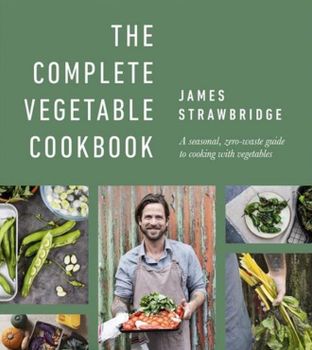 THE
COMPLETE
VEGETABLE
COOKBOOK
JAMES
STRAWBRIDGE
A seasonal, zero-waste guide
to cooking with vegetables